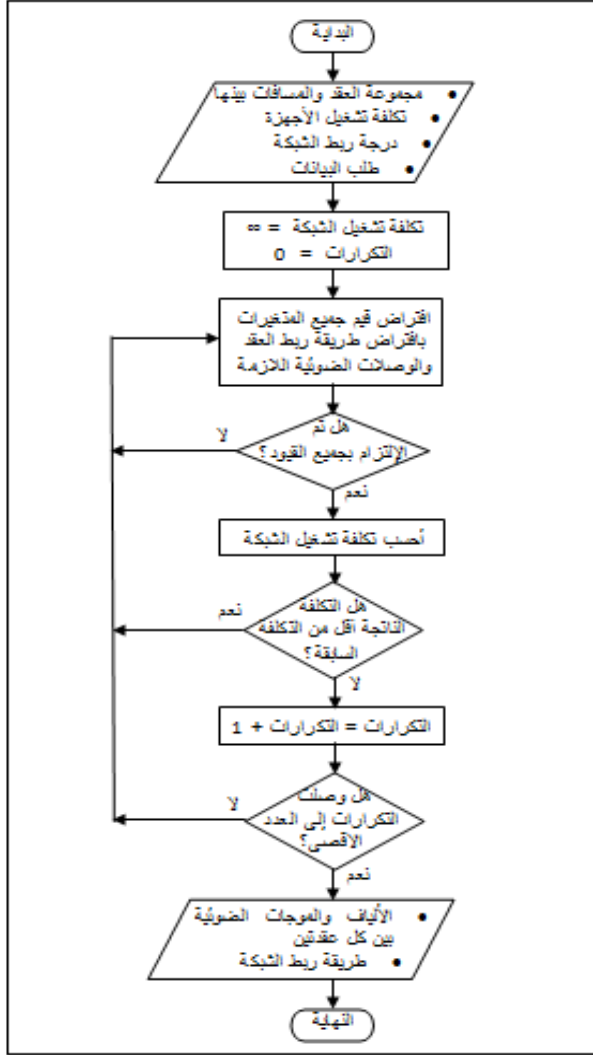 البداية
• مجموعة العقد والمسافات بينها
• تكلفة تشغيل الأجهزة
• درجة ربط الشبكة
• طلب البيانات
تكلفة تشغيل الشبكة = ∞
التكرارات = 0
افتراض قيم جميع المتغيرات
بافتراض طريقة ربط العقد
والوصلات الضوئية اللازمة
هل تم
الإلتزام بجميع القيود؟
لا
نعم
أحصب تكلفة تشغيل الشبكة
هل التكلفة
الناتجة اقل من التكلفة
السابقة؟
نعم
لا
التكرارات = التكرارات + 1
هل وصلت
التكرارات إلى العدد
الاقصى؟
لا
نعم
• الألياف والموجات الضوئية
بين كل عقدتين
• طريقة ربط الشبكة
النهاية